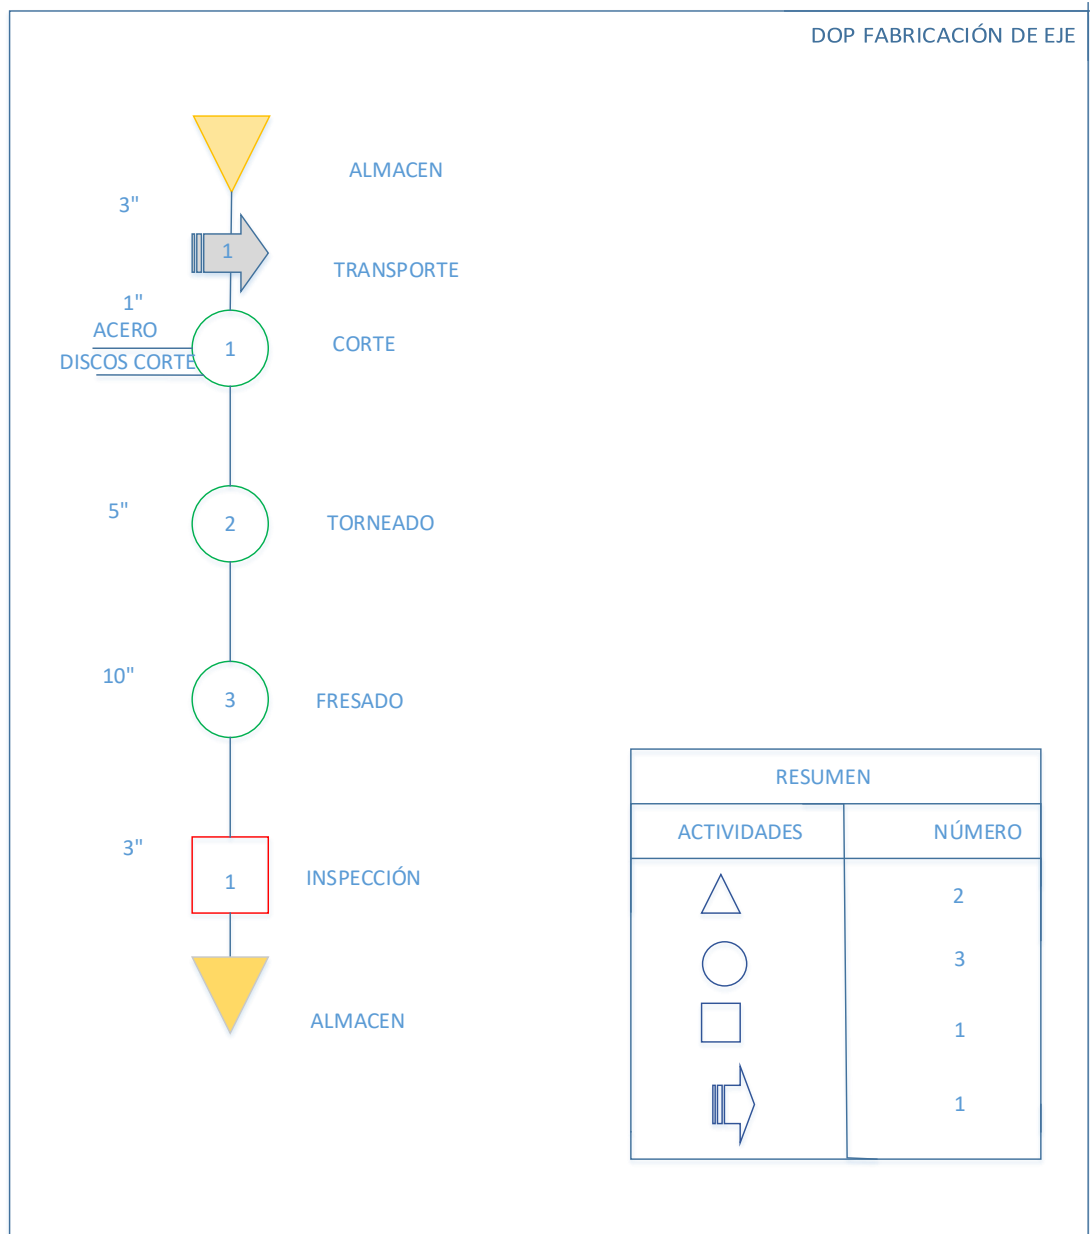 DOP FABRICACIÓN DE EJE
ALMACEN
3"
1
TRANSPORTE
1"
ACERO
DISCOS CORTE
1
CORTE
5"
2
TORNEADO
10"
3
FRESADO
3"
1
INSPECCIÓN
ALMACEN
RESUMEN
ACTIVIDADES NÚMERO
2
3
1
1